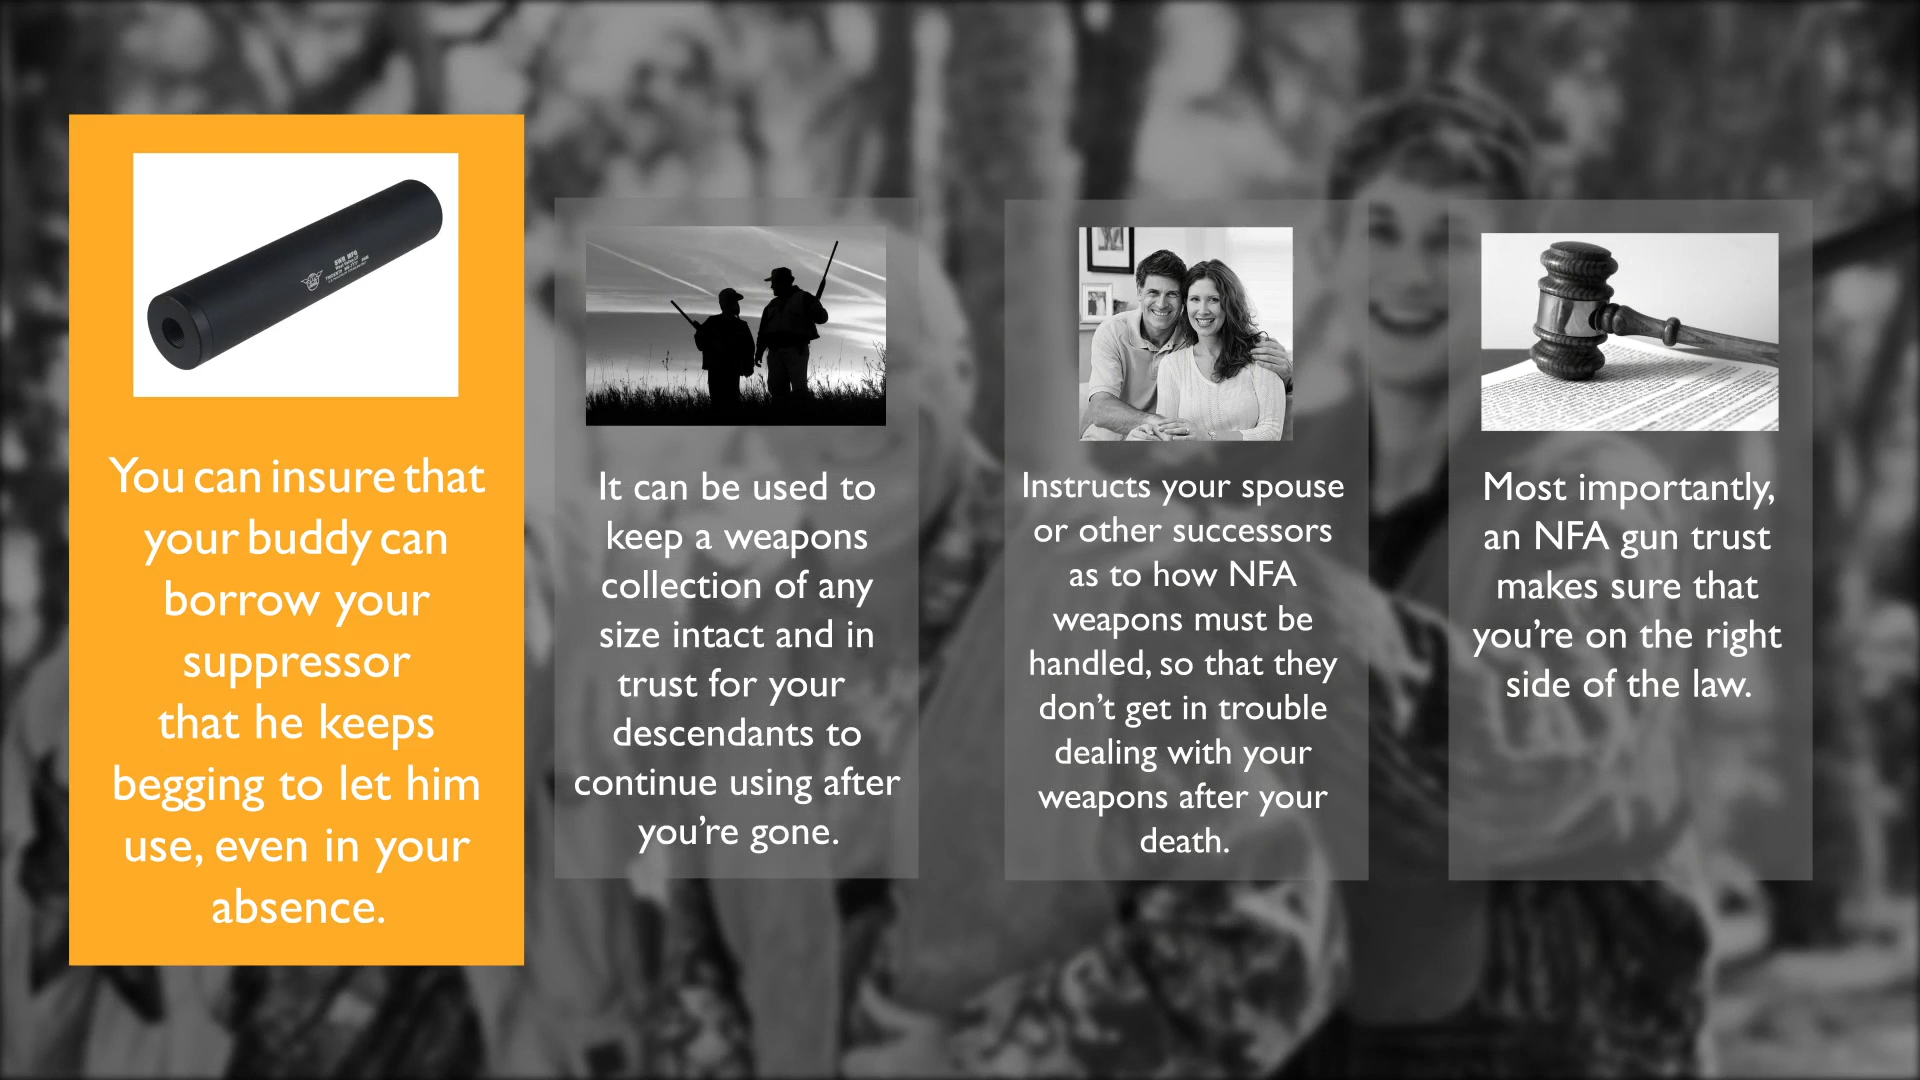 You can insure that
your buddy can
borrow your
suppressor
that he keeps
begging to let him
use, even in your
absence.
It can be used to
keep a weapons
collection of any
size intact and in
trust for your
descendants to
continue using after
you’re gone.
Instructs your spouse
or other successors
as to how NFA
weapons must be
handled, so that they
don’t get in trouble
dealing with your
weapons after your
death.
Most importantly,
an NFA gun trust
makes sure that
you’re on the right
side of the law.